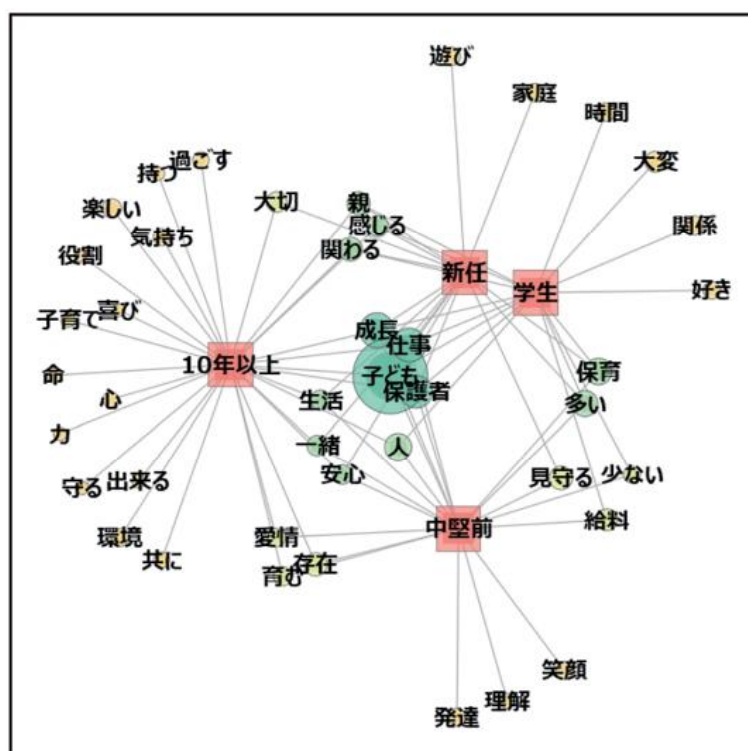 遊び
家庭
時間
大変
過ごす
持つ
楽しい
大切
親
感じる
関わる
気持ち
関係
役割
新任
学生
好き
喜び
子育て
成長
仕事
10年以上
子ども
保護者
保育
命
心
生活
多い
力
一緒
人
安心
見守る
少ない
守る
出来る
給料
中堅前
環境
愛情
共に
存在
育む
笑顔
理解
発達